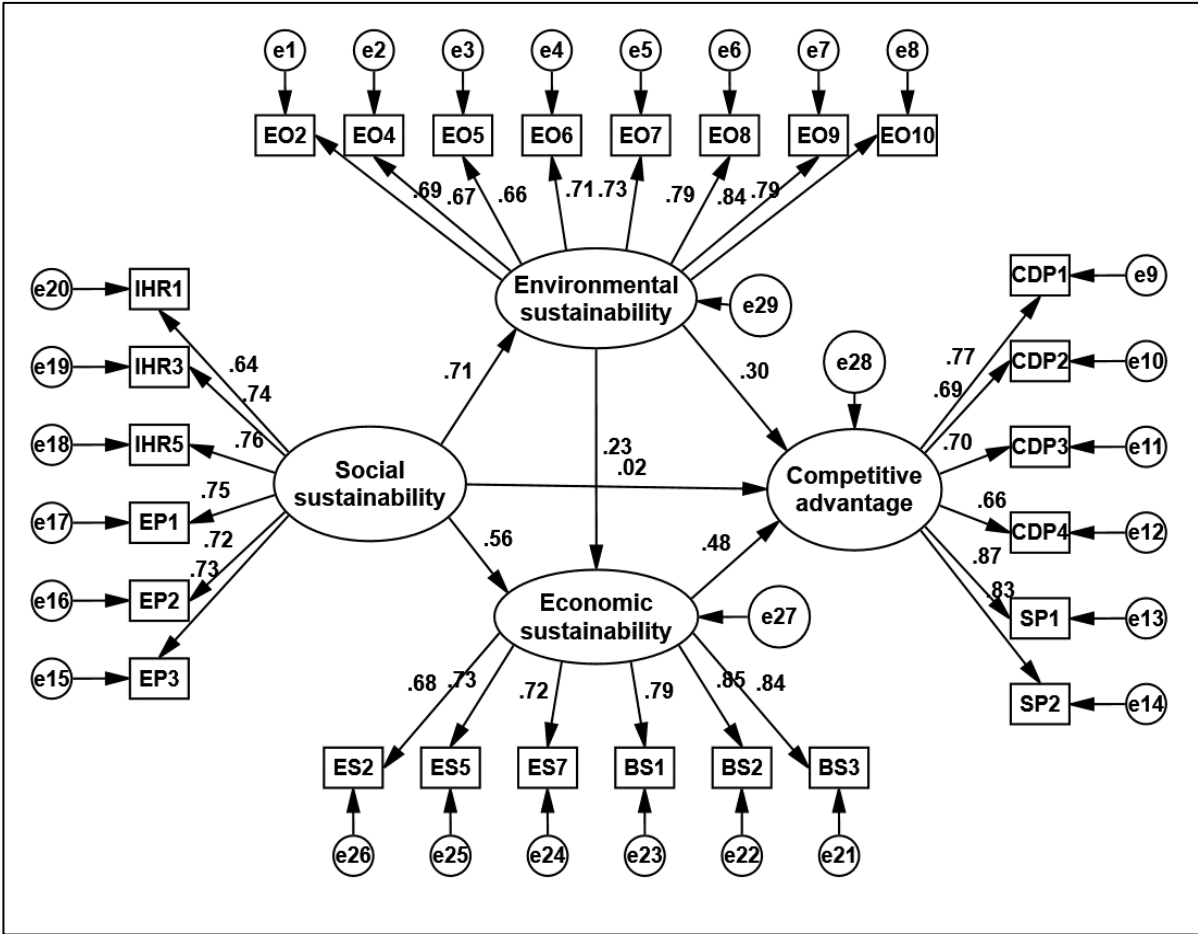 e1 e2 e3 e4 e5 e6 e7 e8
EO2 EO4 EO5 EO6 EO7 EO8 EO9 EO10
.69 .67 .66 .71 .73 .79 .84 .79
Environmental
sustainability
e29
e20 IHR1
e19 IHR3
e18 IHR5
e17 EP1
e16 EP2
e15 EP3
.64
.74
.76
.75
.72
.73
Social
sustainability
.71
.30
.23
.02
.56
.48
e28
Competitive
advantage
.77
.69
.70
.66
.87
.83
CDP1 e9
CDP2 e10
CDP3 e11
CDP4 e12
SP1 e13
SP2 e14
Economic
sustainability
e27
.68 .73 .72 .79 .85 .84
ES2 ES5 ES7 BS1 BS2 BS3
e26 e25 e24 e23 e22 e21